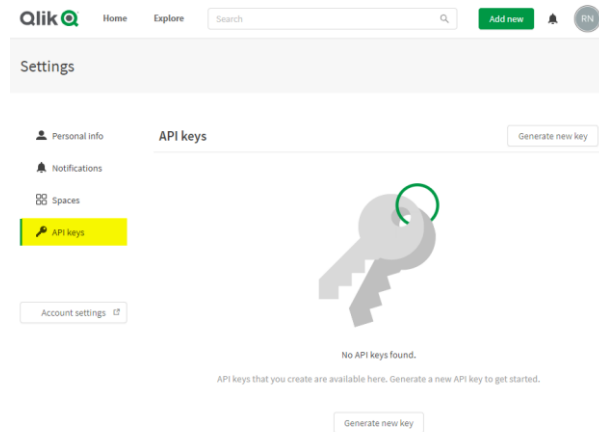 Qlik Home Explore Search Add new RN
Settings
Personal info
Notifications
Spaces
API keys
Account settings
API keys Generate new key
No API keys found.
API keys that you create are available here. Generate a new API key to get started.
Generate new key